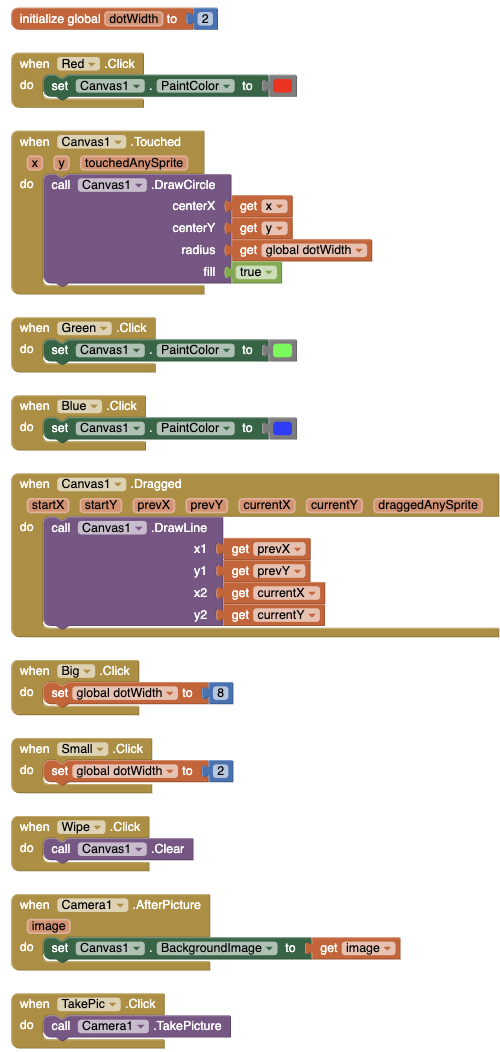 initialize global dotWidth to 2
when Red .Click
do set Canvas1 . PaintColor to
when Canvas1 .Touched
x y touchedAnySprite
do call Canvas1 .DrawCircle
centerX get x
centerY get y
radius get global dotWidth
fill true
when Green .Click
do set Canvas1 . PaintColor to
when Blue .Click
do set Canvas1 . PaintColor to
when Canvas1 .Dragged
startX startY prevX prevY currentX currentY draggedAnySprite
do call Canvas1 .DrawLine
x1 get prevX
y1 get prevY
x2 get currentX
y2 get currentY
when Big .Click
do set global dotWidth to 8
when Small .Click
do set global dotWidth to 2
when Wipe .Click
do call Canvas1 .Clear
when Camera1 .AfterPicture
image
do set Canvas1 . BackgroundImage to get image
when TakePic .Click
do call Camera1 .TakePicture